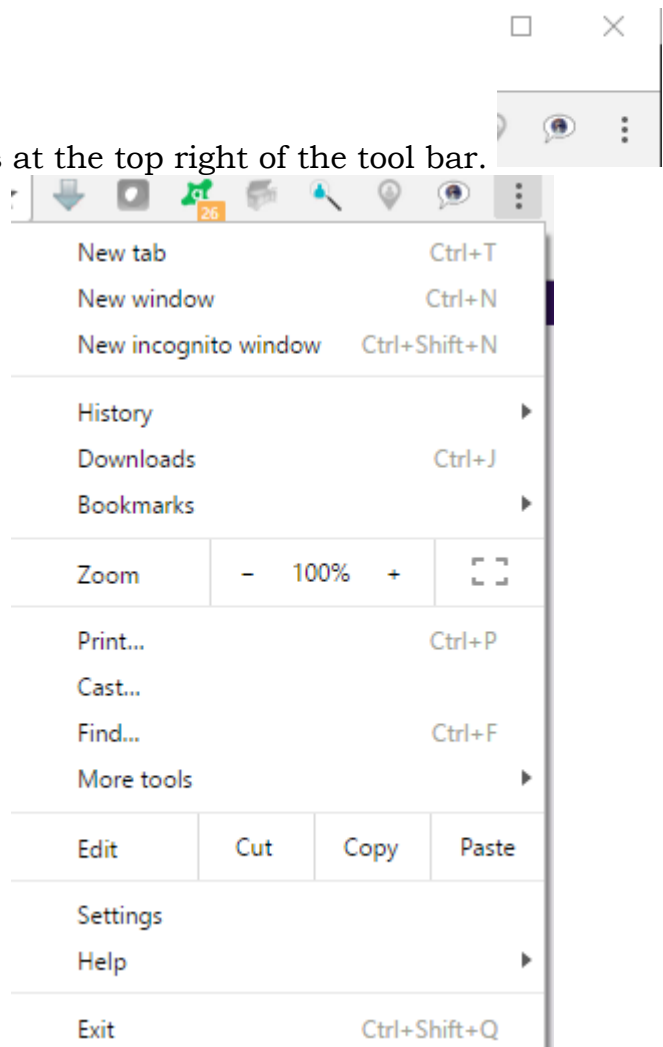 at the top right of the tool bar.
26
New tab Ctrl+T
New window Ctrl+N
New incognito window Ctrl+Shift+N
History
Downloads Ctrl+J
Bookmarks
Zoom - 100% +
Print... Ctrl+P
Cast...
Find... Ctrl+F
More tools
Edit Cut Copy Paste
Settings
Help
Exit Ctrl+Shift+Q